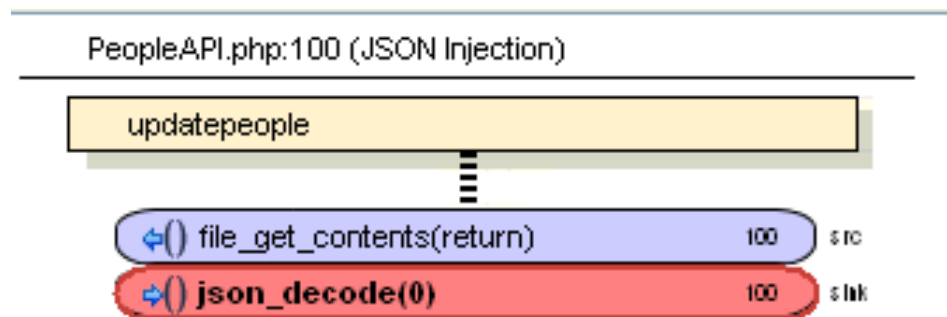 PeopleAPI.php:100 (JSON Injection)
updatepeople
() file_get_contents(return) 100 src
() json_decode(0) 100 sink